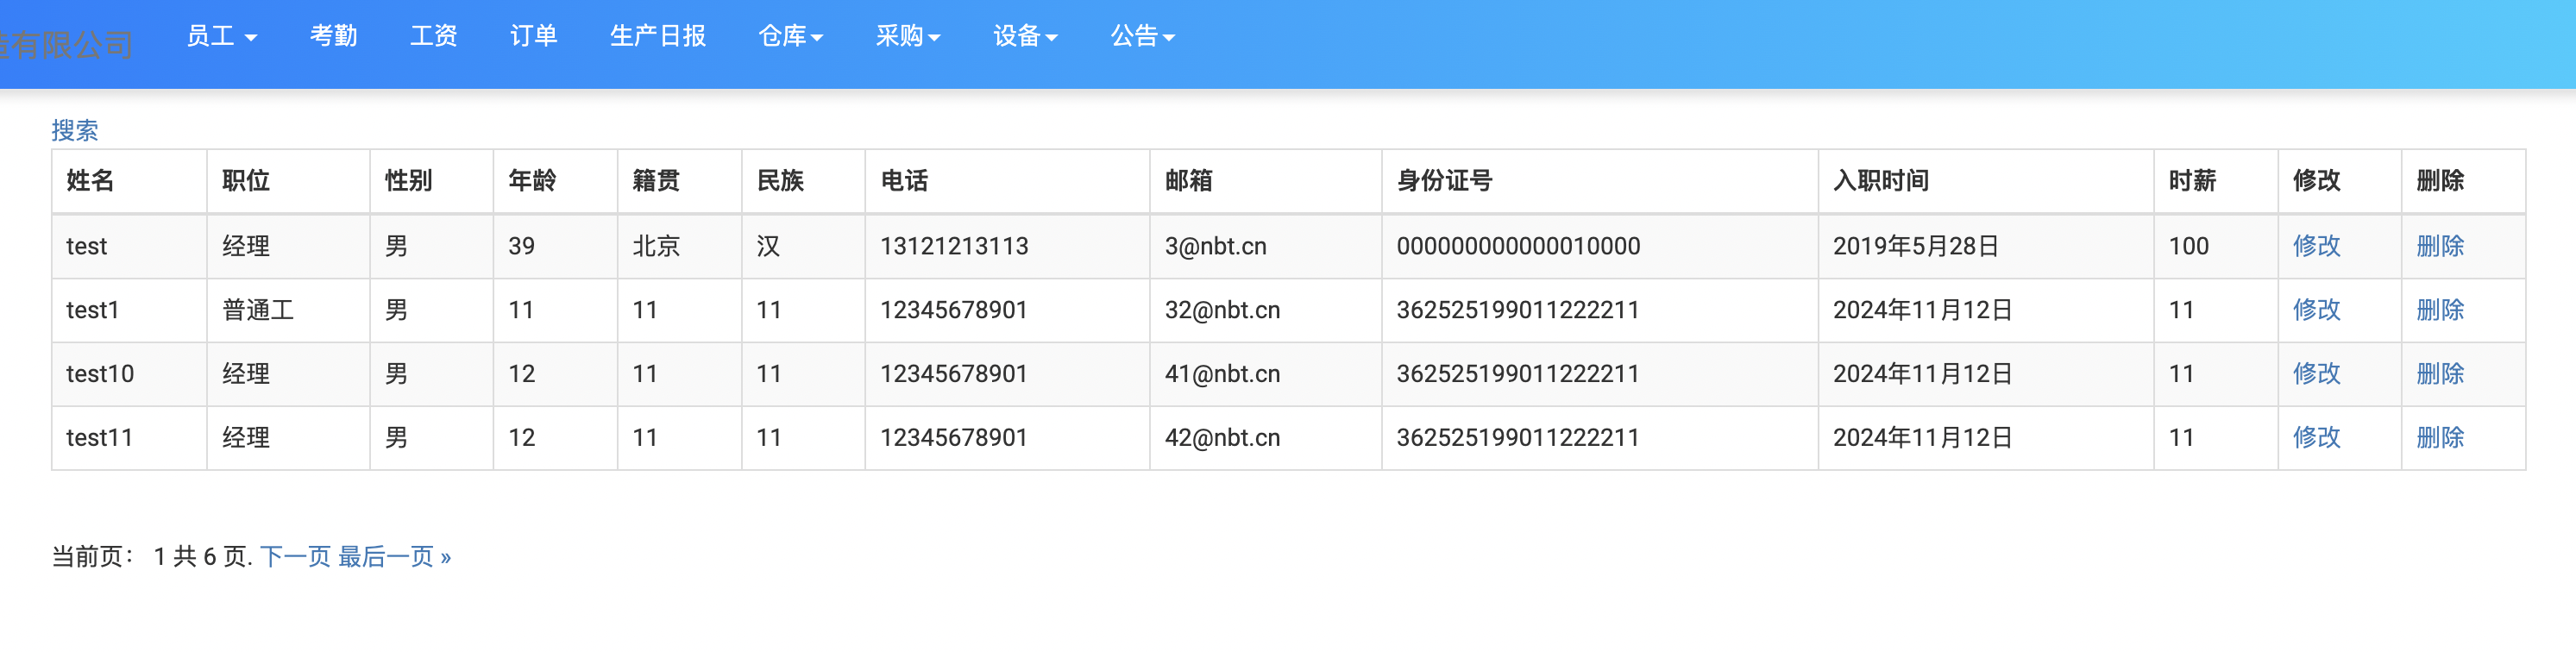 造有限公司 员工 考勤 工资 订单 生产日报 仓库 采购 设备 公告
搜索
姓名 职位 性别 年龄 籍贯 民族 电话 邮箱 身份证号 入职时间 时薪 修改 删除
test 经理 男 39 北京 汉 13121213113 3@nbt.cn 000000000000010000 2019年5月28日 100 修改 删除
test1 普通工 男 11 11 11 12345678901 32@nbt.cn 362525199011222211 2024年11月12日 11 修改 删除
test10 经理 男 12 11 11 12345678901 41@nbt.cn 362525199011222211 2024年11月12日 11 修改 删除
test11 经理 男 12 11 11 12345678901 42@nbt.cn 362525199011222211 2024年11月12日 11 修改 删除
当前页： 1 共 6 页. 下一页 最后一页 »